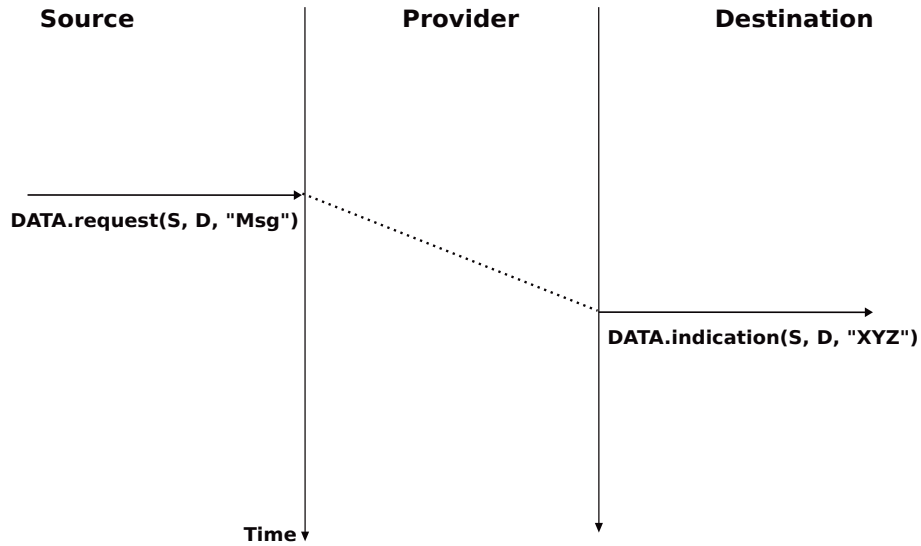 Source
Provider
Destination
DATA.request(S, D, "Msg")
DATA.indication(S, D, "XYZ")
Time